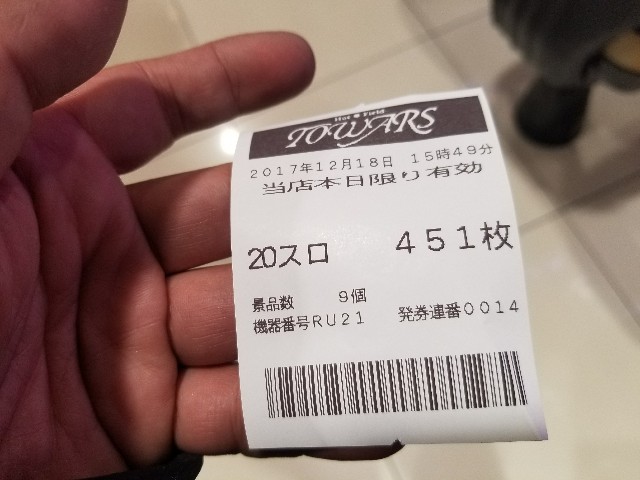 Hot Field
TOWARS
2017年12月18日 15時49分
当店本日限り有効
20スロ 451枚
景品数 9個
機器番号RU21 発券連番0014